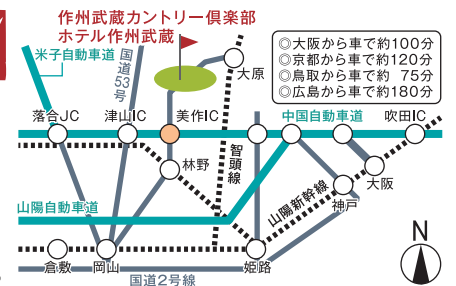 作州武蔵カントリー倶楽部
ホテル作州武蔵
米子自動車道
国道53号
大原
◎大阪から車で約100分
◎京都から車で約120分
◎鳥取から車で約 75分
◎広島から車で約180分
落合JC
津山IC
美作IC
中国自動車道
吹田IC
林野
智頭線
大阪
山陽新幹線
神戸
山陽自動車道
倉敷
岡山
姫路
国道2号線
N